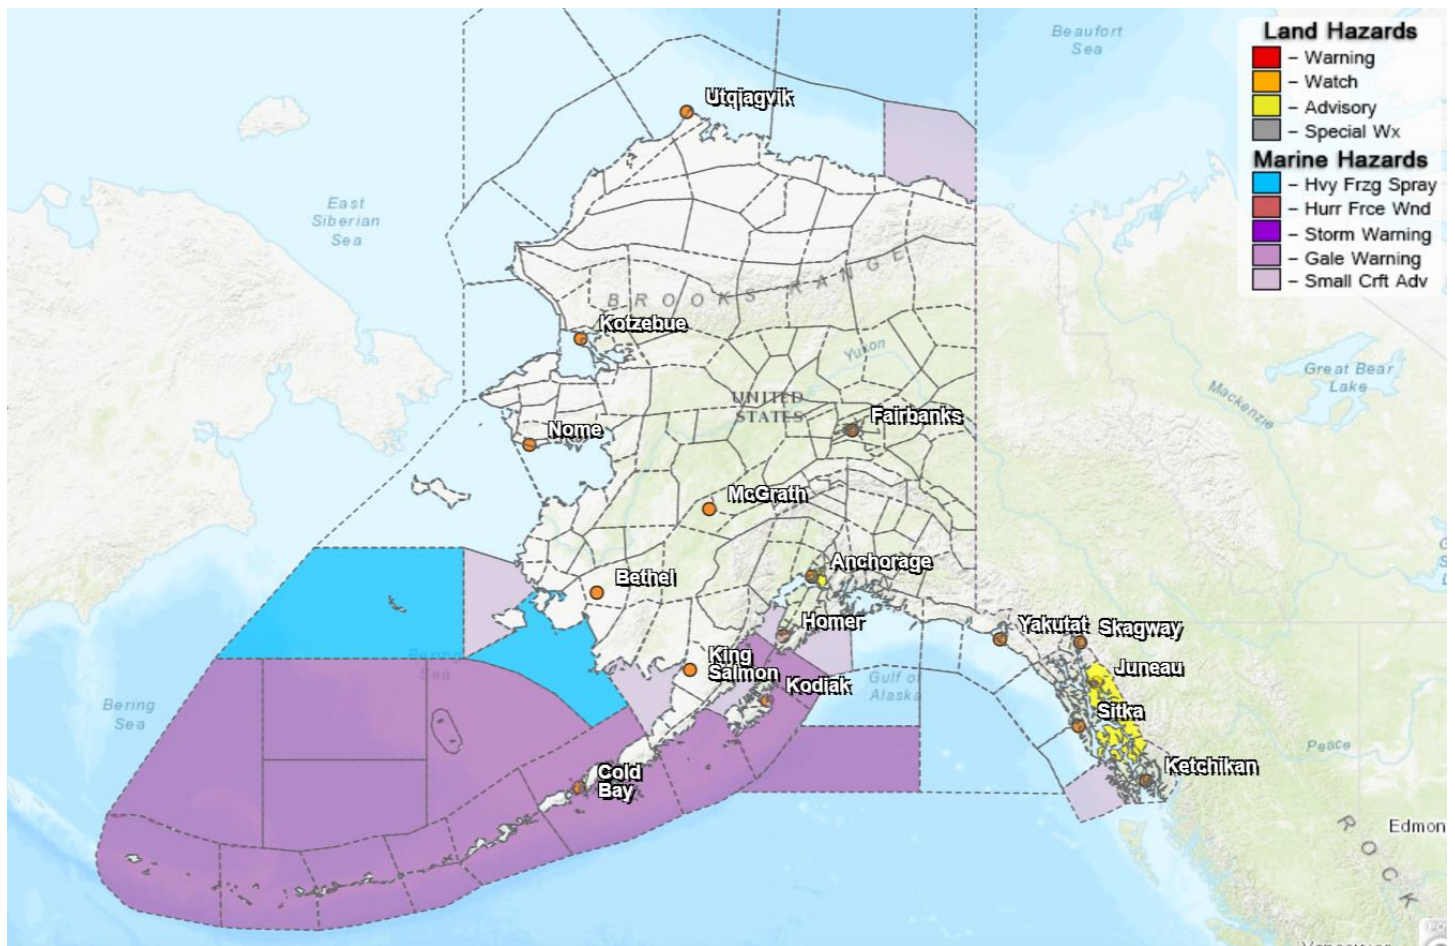 Beaufort
Sea
Land Hazards
– Warning
– Watch
– Advisory
– Special Wx
Marine Hazards
– Hvy Frzg Spray
– Hurr Frce Wnd
– Storm Warning
– Gale Warning
– Small Crft Adv
Utqiagvik
East
Siberian
Sea
BROOKS RANGE
Kotzebue
Yukon
Great Bear
Lake
Mackenzie
UNITED
STATES
Fairbanks
Nome
McGrath
Anchorage
Bethel
Homer
Yakutat
Skagway
King
Salmon
Juneau
Bering
Sea
Kodiak
Gulf of
Alaska
Sitka
Bering
Sea
Peace
Ketchikan
Cold
Bay
ROCK
Edmon